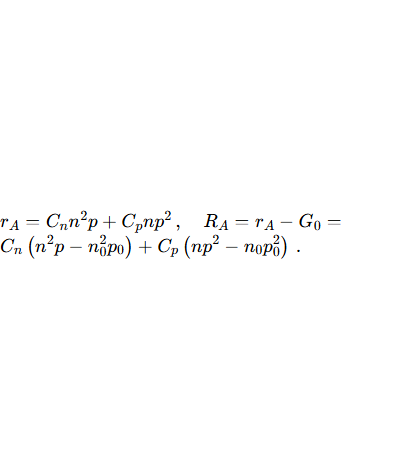 r_A = C_n n^2 p + C_p n p^2 ,   R_A = r_A − G_0 =
C_n (n^2 p − n_0^2 p_0) + C_p (n p^2 − n_0 p_0^2) .